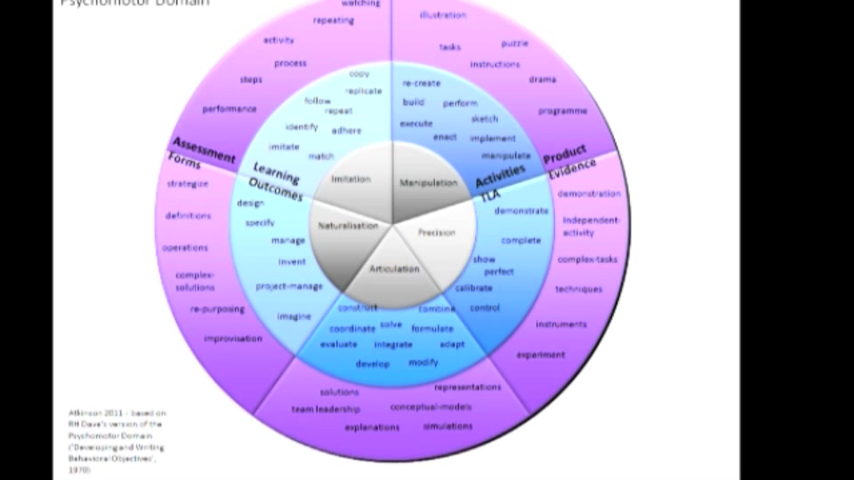 Psychomotor Domain
watching
repeating
activity
process
steps
performance
illustration
tasks
puzzle
instructions
drama
programme
copy
replicate
follow
repeat
identify
adhere
imitate
match
re-create
build
perform
sketch
execute
enact
implement
manipulate
Assessment
Forms
Learning
Outcomes
Activities
TLA
Product
Evidence
Imitation
Manipulation
Naturalisation
Precision
Articulation
strategize
definitions
operations
complex-
solutions
re-purposing
improvisation
design
specify
manage
invent
project-manage
imagine
demonstrate
complete
show
perfect
calibrate
control
demonstration
Independent-
activity
complex-tasks
techniques
instruments
experiment
construct
combine
coordinate
solve
formulate
evaluate
integrate
adapt
develop
modify
solutions
representations
team leadership
conceptual-models
explanations
simulations
Atkinson 2011 - based on
RH Dave's version of the
Psychomotor Domain
('Developing and Writing
Behavioral Objectives',
1970)